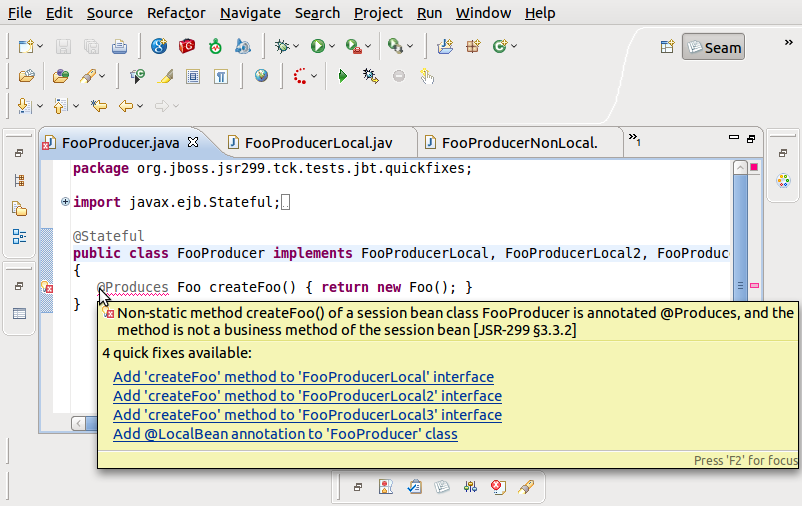 File Edit Source Refactor Navigate Search Project Run Window Help
Seam
»
FooProducer.java FooProducerLocal.jav FooProducerNonLocal. »1
package org.jboss.jsr299.tck.tests.jbt.quickfixes;
import javax.ejb.Stateful;
@Stateful
public class FooProducer implements FooProducerLocal, FooProducerLocal2, FooProduce
{
@Produces Foo createFoo() { return new Foo(); }
}
Non-static method createFoo() of a session bean class FooProducer is annotated @Produces, and the
method is not a business method of the session bean [JSR-299 §3.3.2]
4 quick fixes available:
Add 'createFoo' method to 'FooProducerLocal' interface
Add 'createFoo' method to 'FooProducerLocal2' interface
Add 'createFoo' method to 'FooProducerLocal3' interface
Add @LocalBean annotation to 'FooProducer' class
Press 'F2' for focus